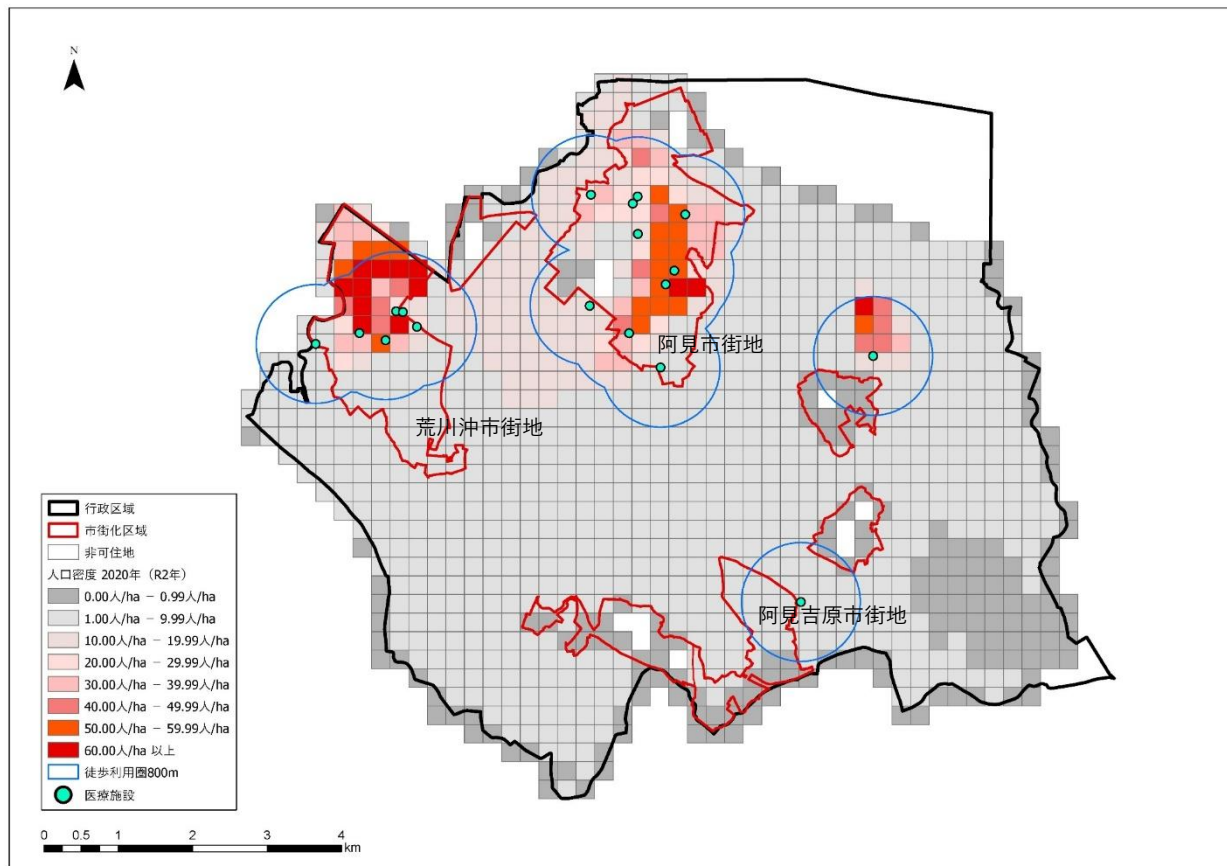 N
阿見市街地
荒川沖市街地
阿見吉原市街地
行政区域
市街化区域
非可住地
人口密度 2020年（R2年）
0.00人/ha － 0.99人/ha
1.00人/ha － 9.99人/ha
10.00人/ha － 19.99人/ha
20.00人/ha － 29.99人/ha
30.00人/ha － 39.99人/ha
40.00人/ha － 49.99人/ha
50.00人/ha － 59.99人/ha
60.00人/ha 以上
徒歩利用圏800m
医療施設
0 0.5 1 2 3 4
km